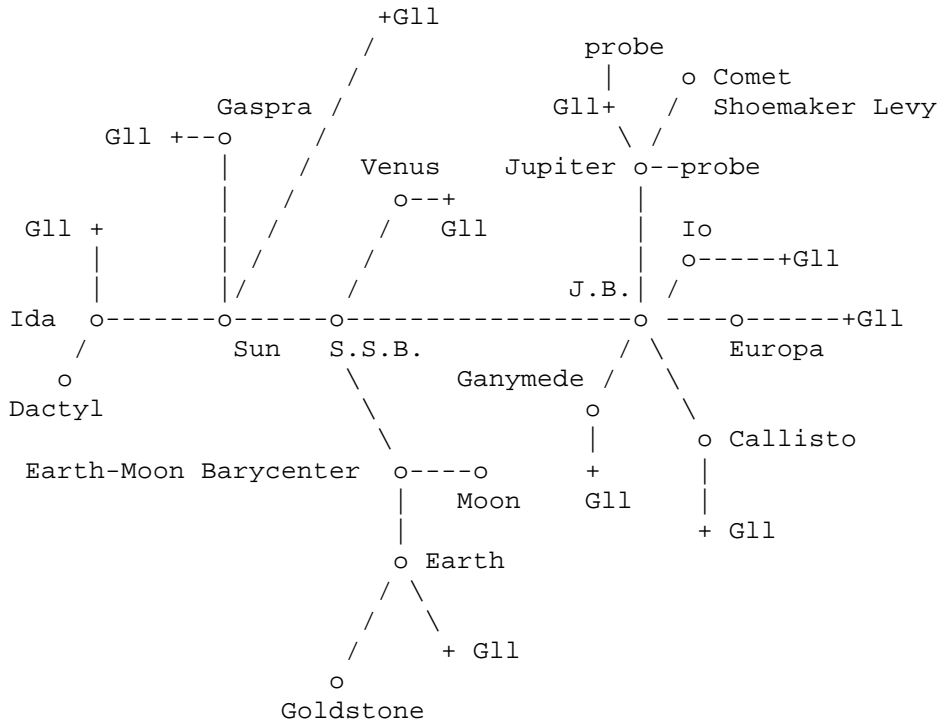 +Gll
probe
o Comet
Gaspra Gll+ Shoemaker Levy
Gll +--o
Venus Jupiter o--probe
o--+
Gll + Gll Io
o-----+Gll
J.B.
Ida o-------o------o-------------------o ----o------+Gll
Sun S.S.B. Europa
o Ganymede
Dactyl o
o Callisto
Earth-Moon Barycenter o----o +
Moon Gll
+ Gll
o Earth
+ Gll
o
Goldstone